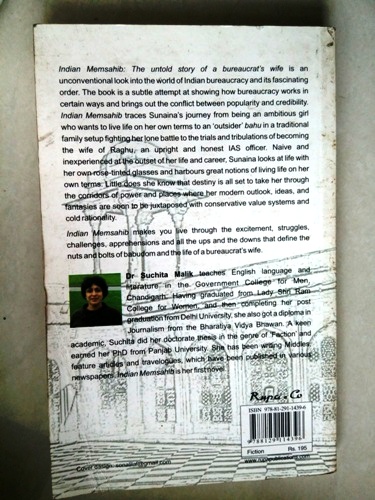 Indian Memsahib: The untold story of a bureaucrat's wife is an
unconventional look into the world of Indian bureaucracy and its fascinating
order. The book is a subtle attempt at showing how bureaucracy works in
certain ways and brings out the conflict between popularity and credibility.
Indian Memsahib traces Sunaina's journey from being an ambitious girl
who wants to live life on her own terms to an 'outsider' bahu in a traditional
family setup fighting her lone battle to the trials and tribulations of becoming
the wife of Raghu, an upright and honest IAS officer. Naive and
inexperienced at the outset of her life and career, Sunaina looks at life with
her own rose-tinted glasses and harbours great notions of living life on her
own terms. Little does she know that destiny is all set to take her through
the corridors of power and places where her modern outlook, ideas, and
fantasies are soon to be juxtaposed with conservative value systems and
cold rationality.
Indian Memsahib makes you live through the excitement, struggles,
challenges, apprehensions and all the ups and the downs that define the
nuts and bolts of babudom and the life of a bureaucrat's wife.
Dr Suchita Malik teaches English language and
literature in the Government College for Men,
Chandigarh. Having graduated from Lady Shri Ram
College for Women, and then completing her post
graduation from Delhi University, she also got a diploma in
Journalism from the Bharatiya Vidya Bhawan. A keen
academic, Suchita did her doctorate thesis in the genre of 'Faction' and
earned her PhD from Panjab University. She has been writing Middles,
feature articles and travelogues, which have been published in various
newspapers. Indian Memsahib is her first novel.
Rupa & Co
ISBN 978-81-291-1439-6
9 788129 114396
Fiction Rs. 195
Cover design: